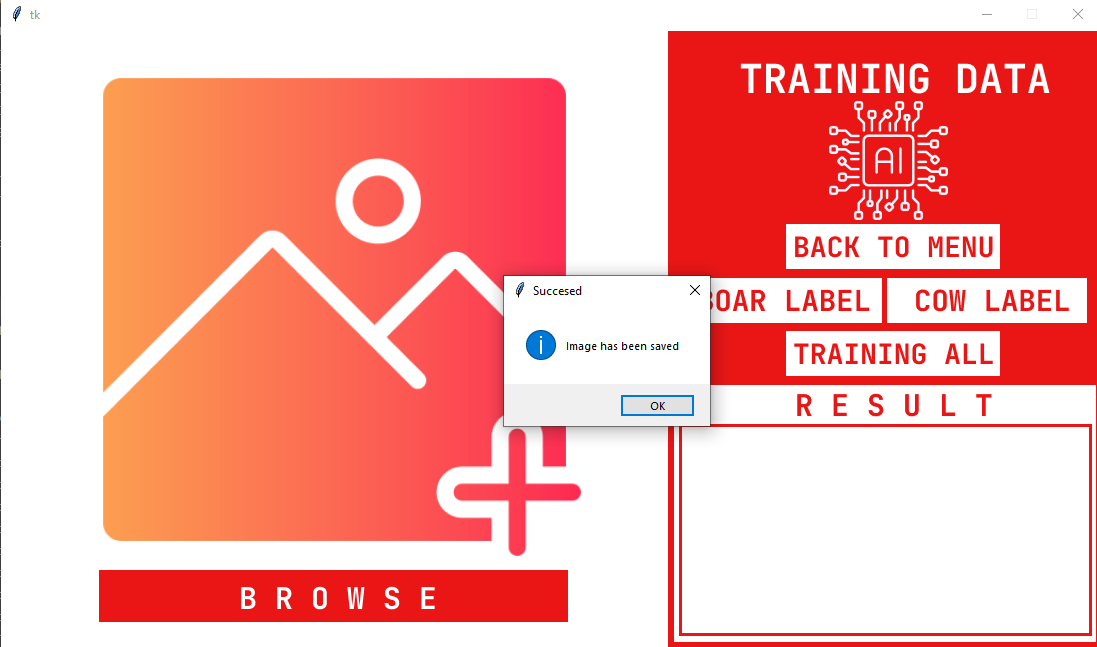 tk
TRAINING DATA
AI
BACK TO MENU
BOAR LABEL
COW LABEL
TRAINING ALL
R E S U L T
Succesed
Image has been saved
OK
B R O W S E